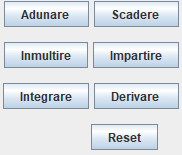 Adunare Scadere
Inmultire Impartire
Integrare Derivare
Reset